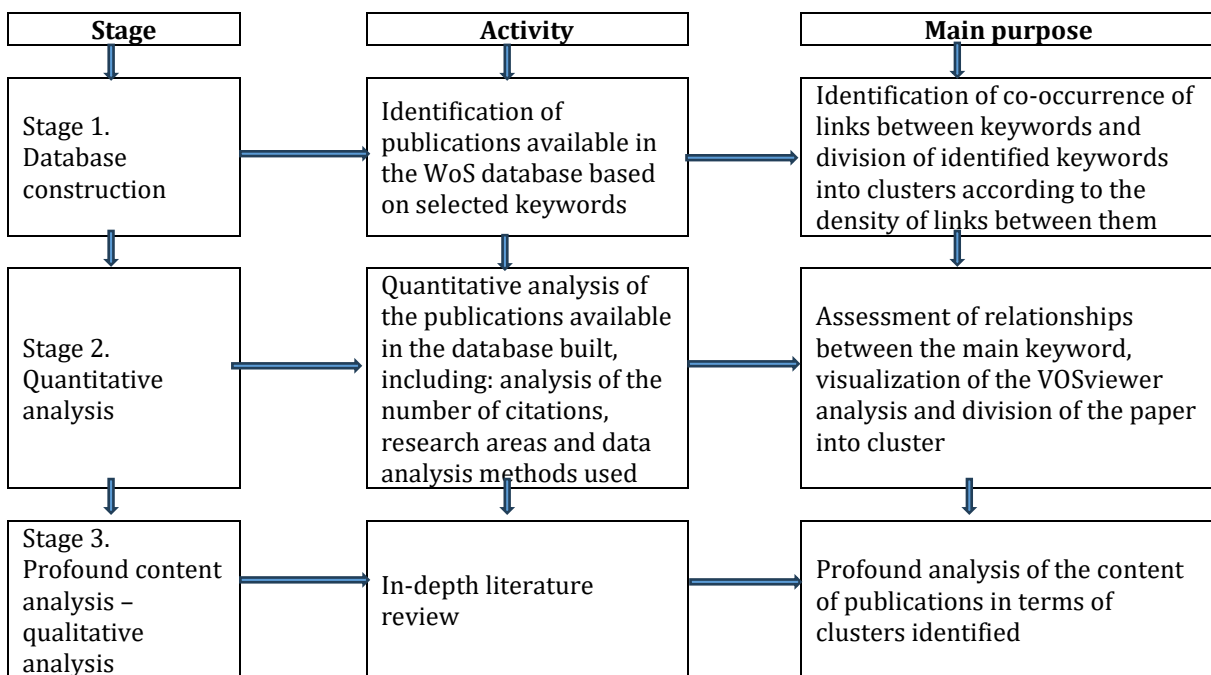 Stage
Activity
Main purpose
Stage 1.
Database
construction
Identification of
publications available in
the WoS database based
on selected keywords
Identification of co-occurrence of
links between keywords and
division of identified keywords
into clusters according to the
density of links between them
Stage 2.
Quantitative
analysis
Quantitative analysis of
the publications available
in the database built,
including: analysis of the
number of citations,
research areas and data
analysis methods used
Assessment of relationships
between the main keyword,
visualization of the VOSviewer
analysis and division of the paper
into cluster
Stage 3.
Profound content
analysis –
qualitative
analysis
In-depth literature
review
Profound analysis of the content
of publications in terms of
clusters identified